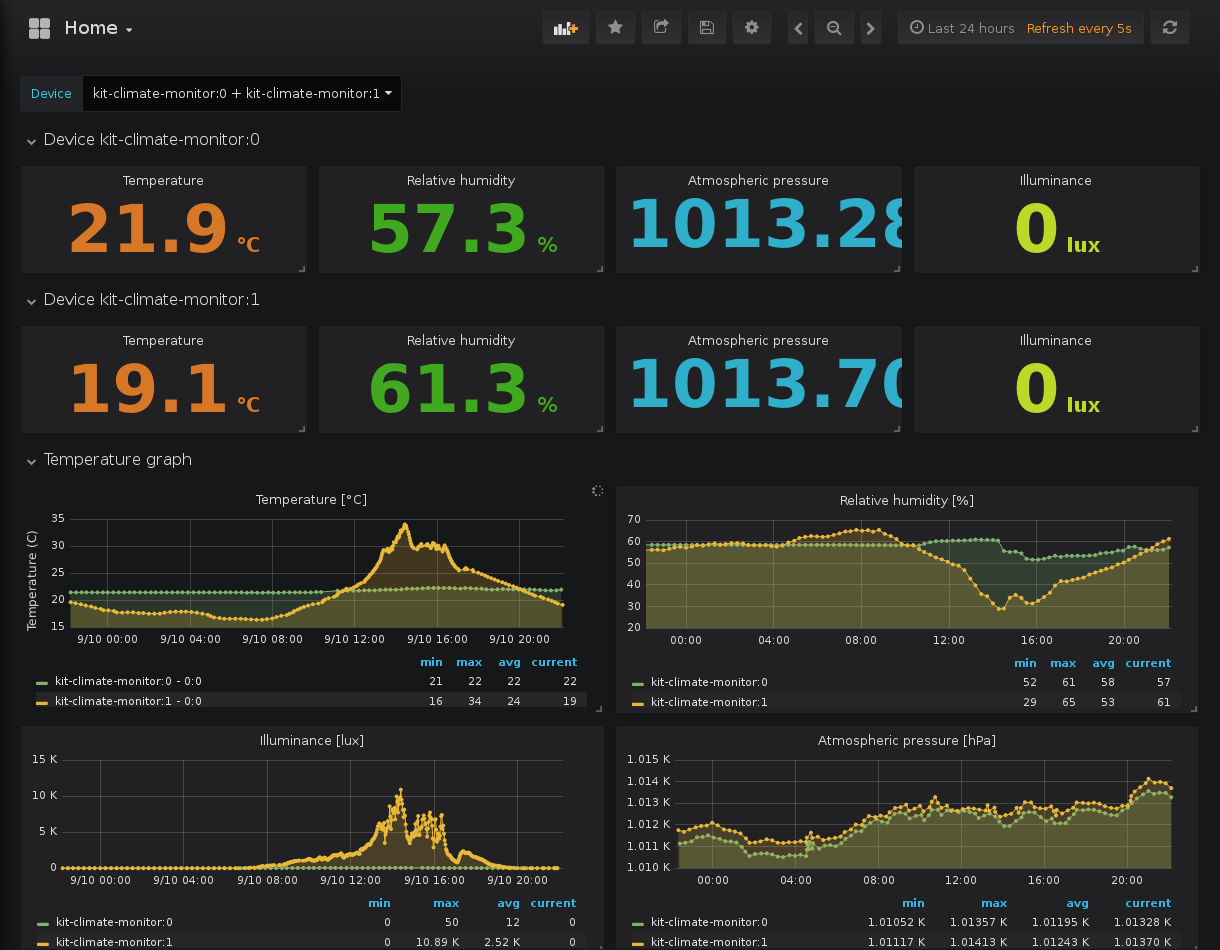 Home
Last 24 hours Refresh every 5s
Device kit-climate-monitor:0 + kit-climate-monitor:1
Device kit-climate-monitor:0
Temperature Relative humidity Atmospheric pressure Illuminance
21.9 °C 57.3 % 1013.28 0 lux
Device kit-climate-monitor:1
Temperature Relative humidity Atmospheric pressure Illuminance
19.1 °C 61.3 % 1013.70 0 lux
Temperature graph
Temperature [°C]
Temperature (C)
35
30
25
20
15
9/10 00:00 9/10 04:00 9/10 08:00 9/10 12:00 9/10 16:00 9/10 20:00
min max avg current
kit-climate-monitor:0 - 0:0 21 22 22 22
kit-climate-monitor:1 - 0:0 16 34 24 19
Relative humidity [%]
70
60
50
40
30
20
00:00 04:00 08:00 12:00 16:00 20:00
min max avg current
kit-climate-monitor:0 52 61 58 57
kit-climate-monitor:1 29 65 53 61
Illuminance [lux]
15 K
10 K
5 K
0
9/10 00:00 9/10 04:00 9/10 08:00 9/10 12:00 9/10 16:00 9/10 20:00
min max avg current
kit-climate-monitor:0 0 50 12 0
kit-climate-monitor:1 0 10.89 K 2.52 K 0
Atmospheric pressure [hPa]
1.015 K
1.014 K
1.013 K
1.012 K
1.011 K
1.010 K
00:00 04:00 08:00 12:00 16:00 20:00
min max avg current
kit-climate-monitor:0 1.01052 K 1.01357 K 1.01195 K 1.01328 K
kit-climate-monitor:1 1.01117 K 1.01413 K 1.01243 K 1.01370 K